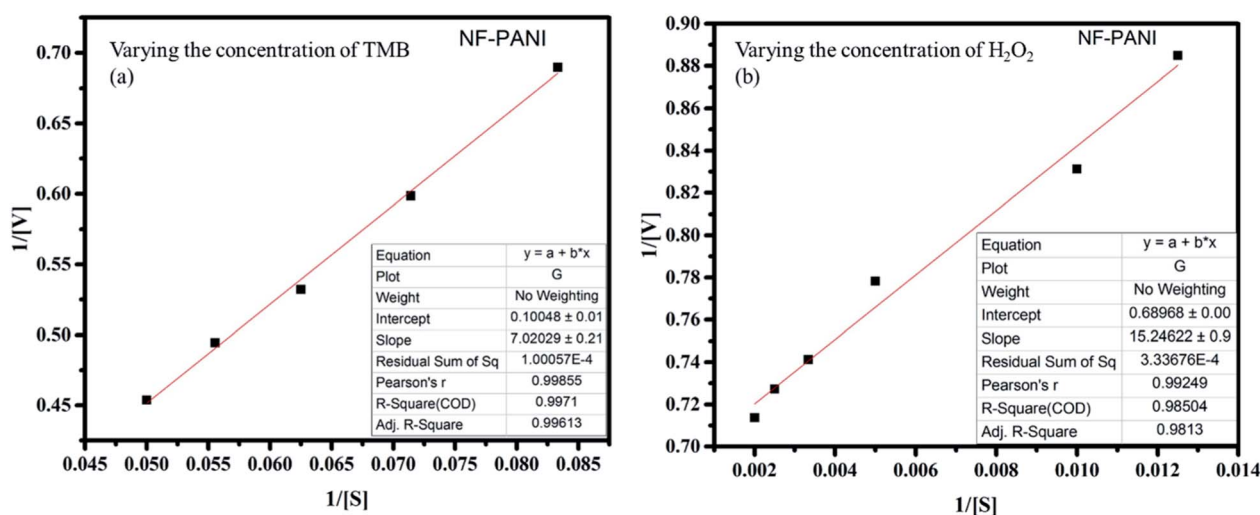 Varying the concentration of TMB
NF-PANI
(a)
1/[V]
0.70
0.65
0.60
0.55
0.50
0.45
Equation y = a + b*x
Plot G
Weight No Weighting
Intercept 0.10048 ± 0.01
Slope 7.02029 ± 0.21
Residual Sum of Sq 1.00057E-4
Pearson's r 0.99855
R-Square(COD) 0.9971
Adj. R-Square 0.99613
0.045 0.050 0.055 0.060 0.065 0.070 0.075 0.080 0.085
1/[S]
Varying the concentration of H₂O₂
NF-PANI
(b)
1/[V]
0.90
0.88
0.86
0.84
0.82
0.80
0.78
0.76
0.74
0.72
0.70
Equation y = a + b*x
Plot G
Weight No Weighting
Intercept 0.68968 ± 0.00
Slope 15.24622 ± 0.9
Residual Sum of Sq 3.33676E-4
Pearson's r 0.99249
R-Square(COD) 0.98504
Adj. R-Square 0.9813
0.002 0.004 0.006 0.008 0.010 0.012 0.014
1/[S]